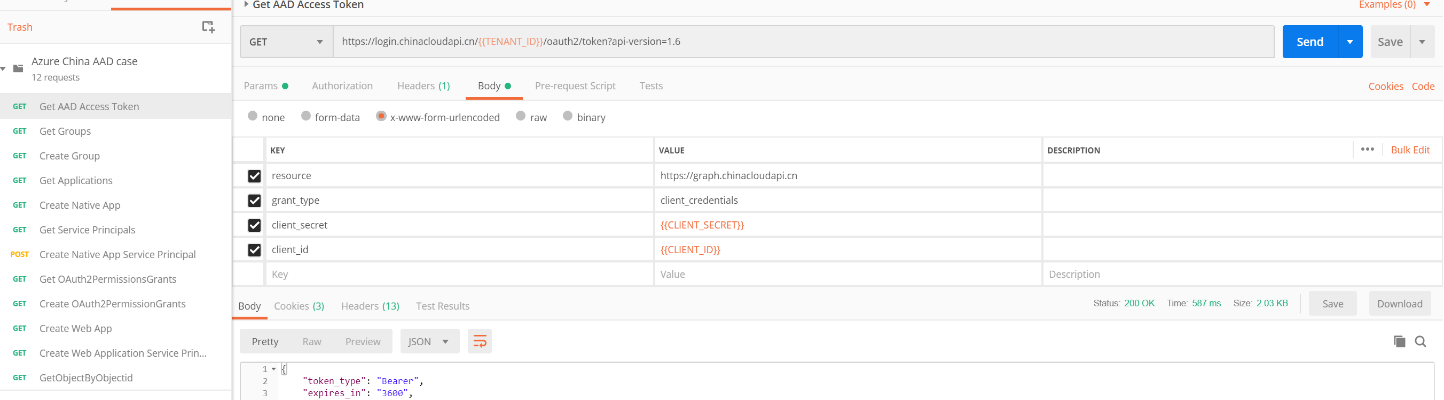 Get AAD Access Token
Examples (0)
Trash
GET
https://login.chinacloudapi.cn/{{TENANT_ID}}/oauth2/token?api-version=1.6
Send
Save
Azure China AAD case
12 requests
Params
Authorization
Headers (1)
Body
Pre-request Script
Tests
Cookies
Code
GET Get AAD Access Token
GET Get Groups
GET Create Group
GET Get Applications
GET Create Native App
GET Get Service Principals
POST Create Native App Service Principal
GET Get OAuth2PermissionsGrants
GET Create OAuth2PermissionGrants
GET Create Web App
GET Create Web Application Service Prin...
GET GetObjectByObjectid
none
form-data
x-www-form-urlencoded
raw
binary
KEY VALUE DESCRIPTION
Bulk Edit
resource https://graph.chinacloudapi.cn
grant_type client_credentials
client_secret {{CLIENT_SECRET}}
client_id {{CLIENT_ID}}
Key Value Description
Body
Cookies (3)
Headers (13)
Test Results
Status: 200 OK Time: 587 ms Size: 2.03 KB
Save
Download
Pretty
Raw
Preview
JSON
1 {
2 "token_type": "Bearer",
3 "expires_in": "3600",